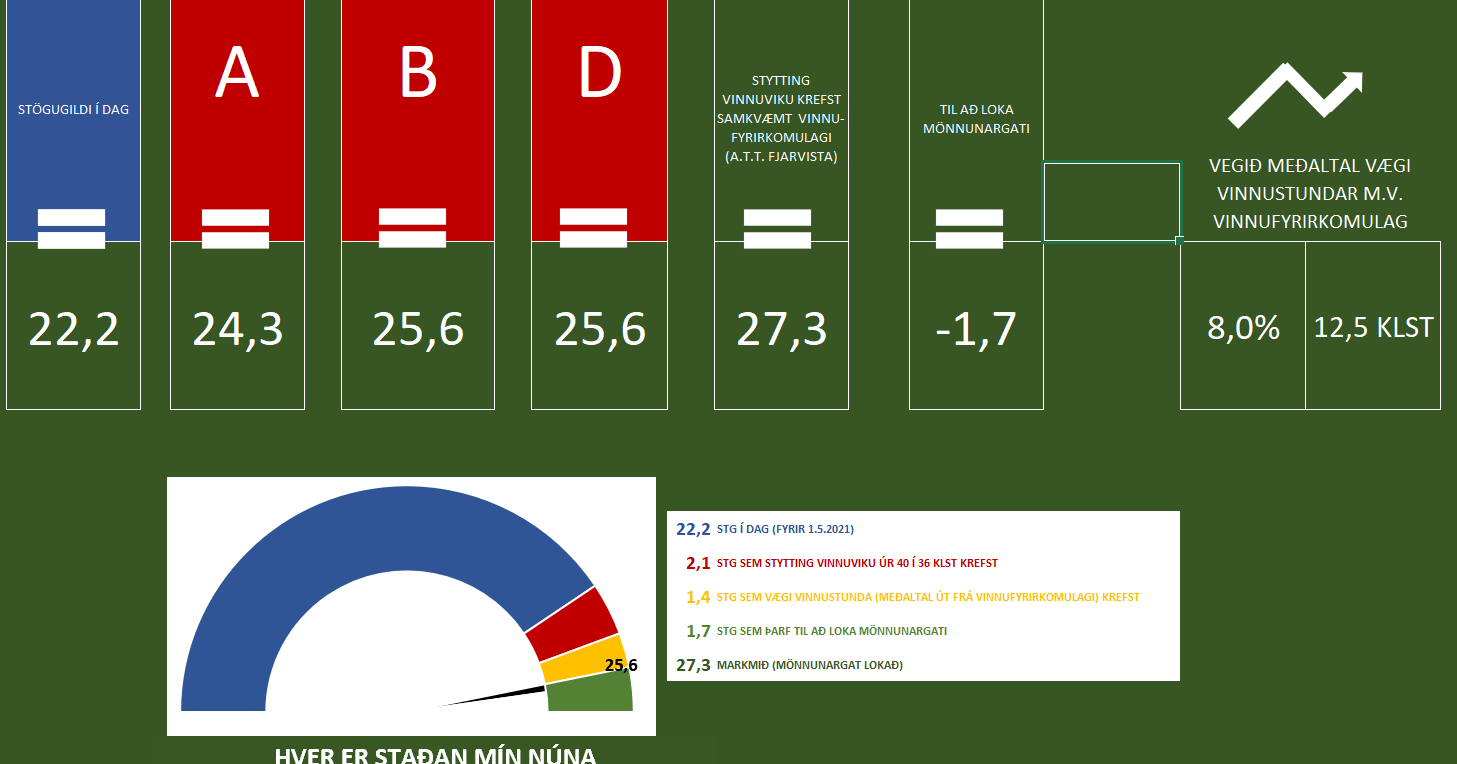 STÖGUGILDI Í DAG
A
B
D
STYTTING
VINNUVIKU KREFST
SAMKVÆMT VINNU-
FYRIRKOMULAGI
(A.T.T. FJARVISTA)
TIL AÐ LOKA
MÖNNUNARGATI
VEGIÐ MEÐALTAL VÆGI
VINNUSTUNDAR M.V.
VINNUFYRIRKOMULAG
22,2
24,3
25,6
25,6
27,3
-1,7
8,0%
12,5 KLST
25,6
22,2 STG Í DAG (FYRIR 1.5.2021)
2,1 STG SEM STYTTING VINNUVIKU ÚR 40 Í 36 KLST KREFST
1,4 STG SEM VÆGI VINNUSTUNDA (MEÐALTAL ÚT FRÁ VINNUFYRIRKOMULAGI) KREFST
1,7 STG SEM ÞARF TIL AÐ LOKA MÖNNUNARGATI
27,3 MARKMIÐ (MÖNNUNARGAT LOKAÐ)
HVER ER STAÐAN MÍN NÚNA